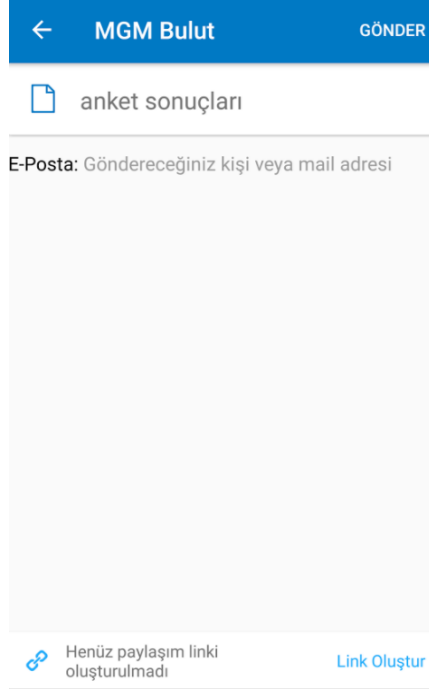 MGM Bulut GÖNDER
anket sonuçları
E-Posta: Göndereceğiniz kişi veya mail adresi
Henüz paylaşım linki
oluşturulmadı
Link Oluştur